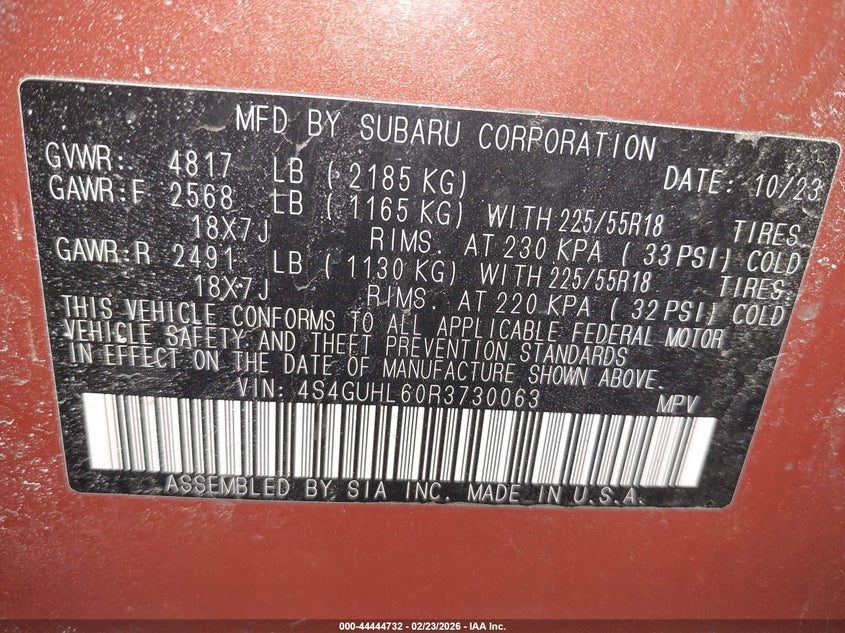 MFD BY SUBARU CORPORATION
GVWR: 4817 LB ( 2185 KG) DATE: 10/23
GAWR:F 2568 LB ( 1165 KG) WITH 225/55R18 TIRES
18X7J RIMS. AT 230 KPA ( 33 PSI) COLD
GAWR:R 2491 LB ( 1130 KG) WITH 225/55R18 TIRES
18X7J RIMS. AT 220 KPA ( 32 PSI) COLD
THIS VEHICLE CONFORMS TO ALL APPLICABLE FEDERAL MOTOR
VEHICLE SAFETY AND THEFT PREVENTION STANDARDS
IN EFFECT ON THE DATE OF MANUFACTURE SHOWN ABOVE.
VIN: 4S4GUHL60R3730063 MPV
ASSEMBLED BY SIA INC. MADE IN U.S.A.
000-44444732 - 02/23/2026 - IAA Inc.